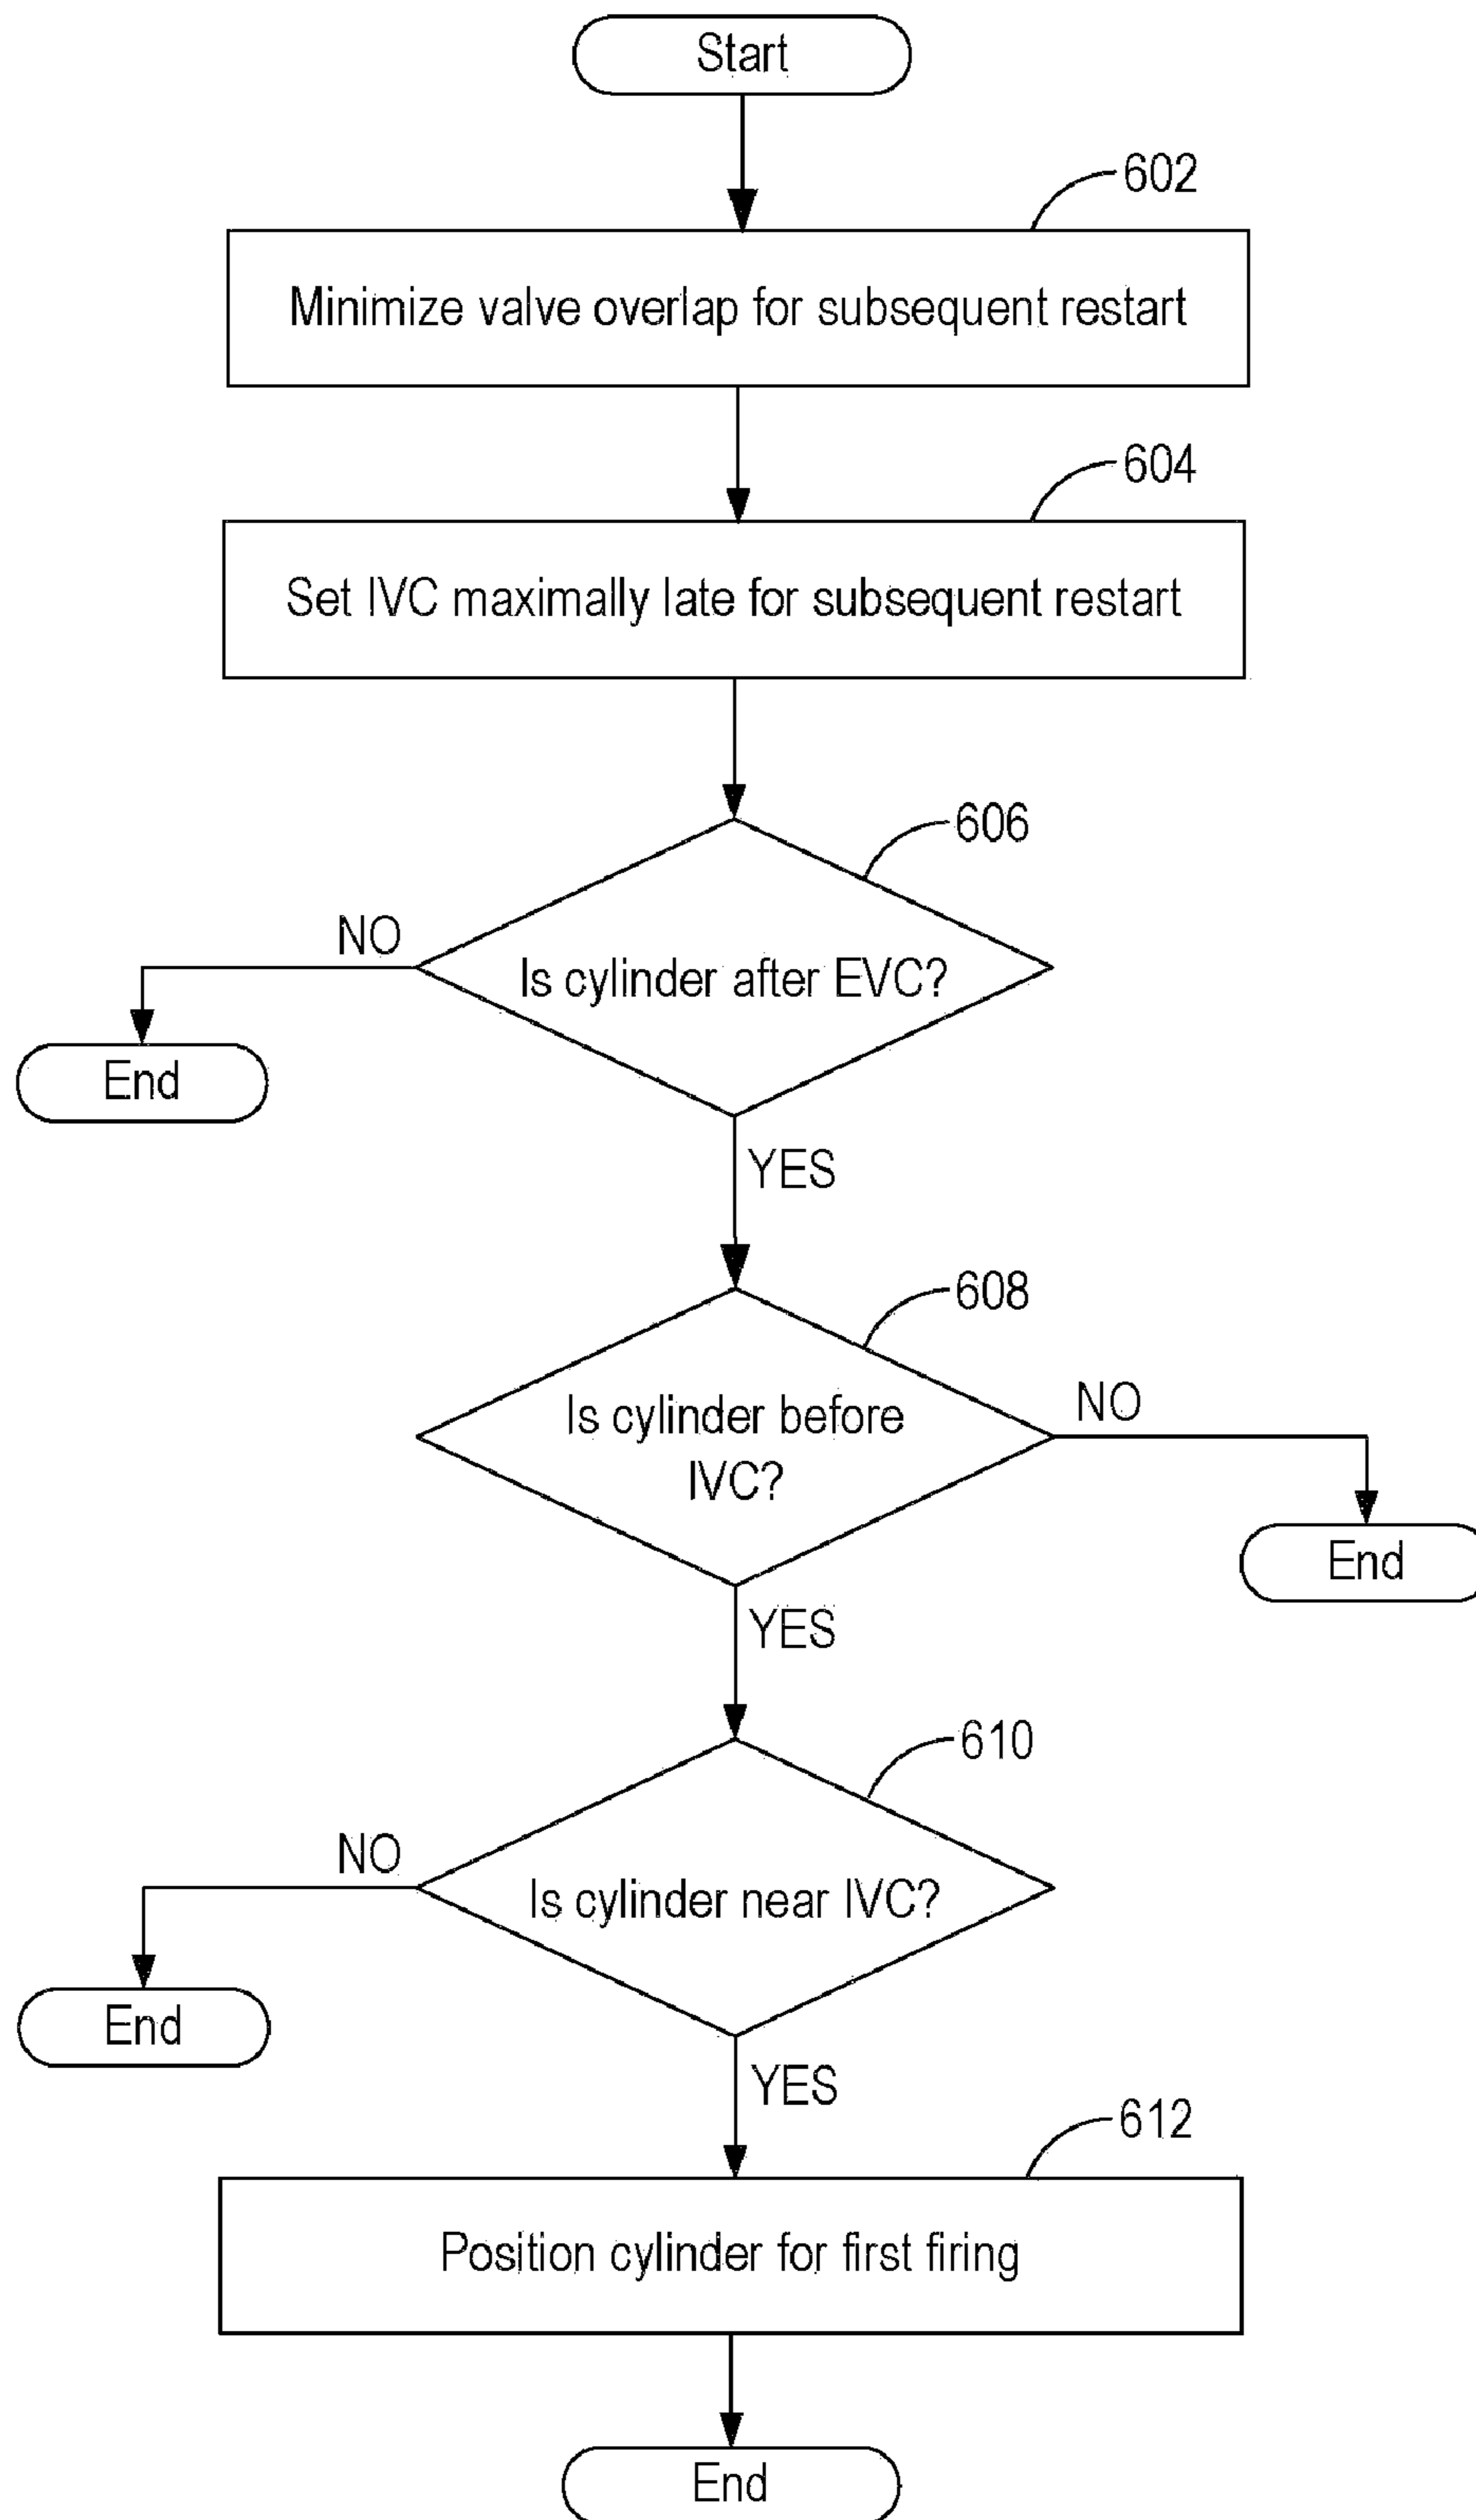 Start
602
Minimize valve overlap for subsequent restart
604
Set IVC maximally late for subsequent restart
606
NO
Is cylinder after EVC?
End
YES
608
Is cylinder before
IVC?
NO
End
YES
610
NO
Is cylinder near IVC?
End
YES
612
Position cylinder for first firing
End